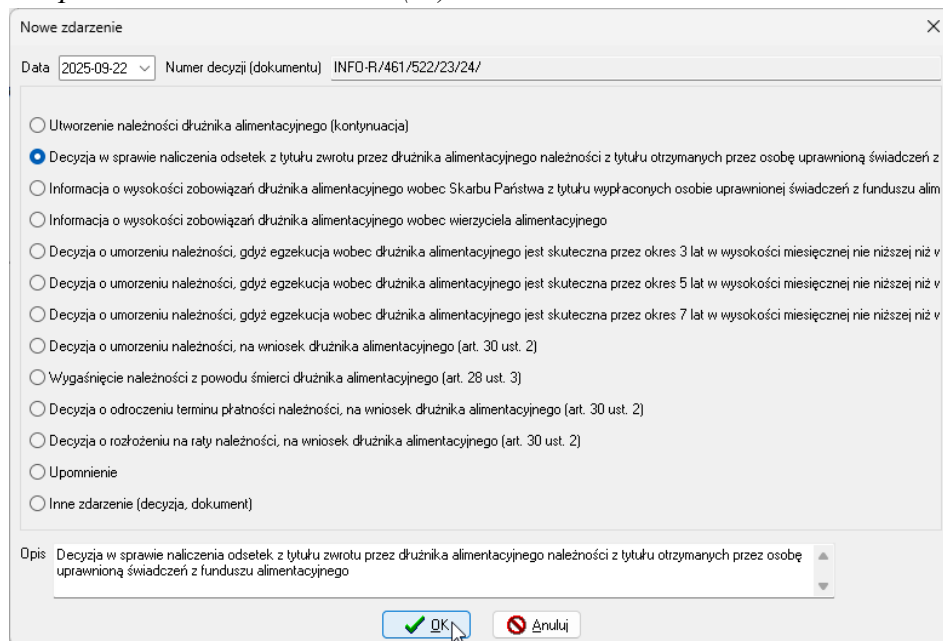 Nowe zdarzenie
Data 2025-09-22 Numer decyzji (dokumentu) INFO-R/461/522/23/24/
Utworzenie należności dłużnika alimentacyjnego (kontynuacja)
Decyzja w sprawie naliczenia odsetek z tytułu zwrotu przez dłużnika alimentacyjnego należności z tytułu otrzymanych przez osobę uprawnioną świadczeń z
Informacja o wysokości zobowiązań dłużnika alimentacyjnego wobec Skarbu Państwa z tytułu wypłaconych osobie uprawnionej świadczeń z funduszu alim
Informacja o wysokości zobowiązań dłużnika alimentacyjnego wobec wierzyciela alimentacyjnego
Decyzja o umorzeniu należności, gdyż egzekucja wobec dłużnika alimentacyjnego jest skuteczna przez okres 3 lat w wysokości miesięcznej nie niższej niż w
Decyzja o umorzeniu należności, gdyż egzekucja wobec dłużnika alimentacyjnego jest skuteczna przez okres 5 lat w wysokości miesięcznej nie niższej niż w
Decyzja o umorzeniu należności, gdyż egzekucja wobec dłużnika alimentacyjnego jest skuteczna przez okres 7 lat w wysokości miesięcznej nie niższej niż w
Decyzja o umorzeniu należności, na wniosek dłużnika alimentacyjnego (art. 30 ust. 2)
Wygaśnięcie należności z powodu śmierci dłużnika alimentacyjnego (art. 28 ust. 3)
Decyzja o odroczeniu terminu płatności należności, na wniosek dłużnika alimentacyjnego (art. 30 ust. 2)
Decyzja o rozłożeniu na raty należności, na wniosek dłużnika alimentacyjnego (art. 30 ust. 2)
Upomnienie
Inne zdarzenie (decyzja, dokument)
Opis Decyzja w sprawie naliczenia odsetek z tytułu zwrotu przez dłużnika alimentacyjnego należności z tytułu otrzymanych przez osobę
uprawnioną świadczeń z funduszu alimentacyjnego
OK Anuluj